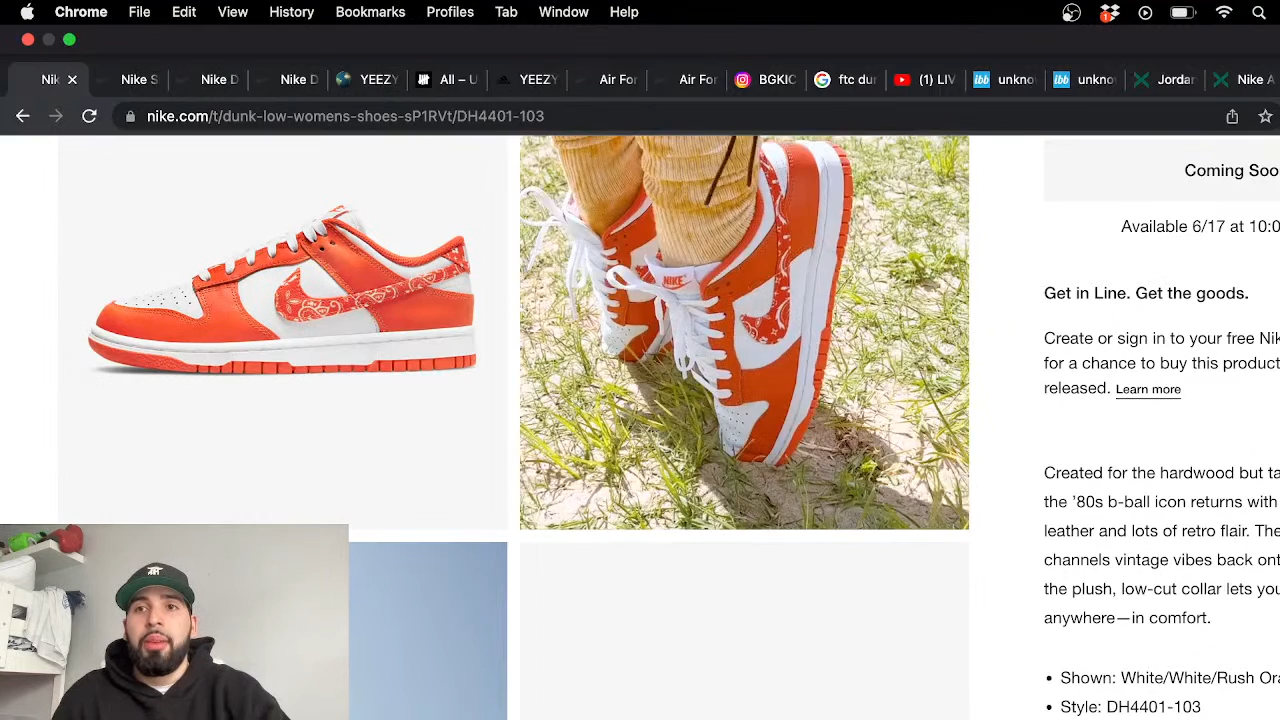 Chrome File Edit View History Bookmarks Profiles Tab Window Help
1
Nik Nike S Nike D Nike D YEEZY All – U YEEZY Air For Air For BGKIC ftc dun (1) LIV unkno unkno Jordan Nike A
nike.com/t/dunk-low-womens-shoes-sP1RVt/DH4401-103
NIKE
Coming Soo
Available 6/17 at 10:0
Get in Line. Get the goods.
Create or sign in to your free Nik
for a chance to buy this product
released. Learn more
Created for the hardwood but ta
the '80s b-ball icon returns with
leather and lots of retro flair. The
channels vintage vibes back ont
the plush, low-cut collar lets you
anywhere—in comfort.
• Shown: White/White/Rush Ora
• Style: DH4401-103